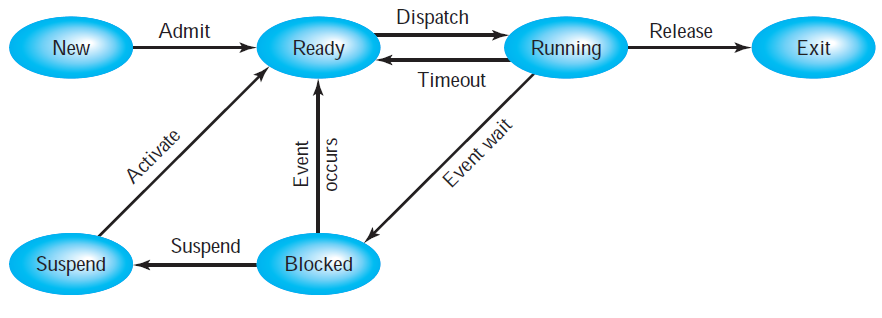 Dispatch
Admit
Release
New
Ready
Running
Exit
Timeout
Activate
Event
occurs
Event wait
Suspend
Suspend
Blocked